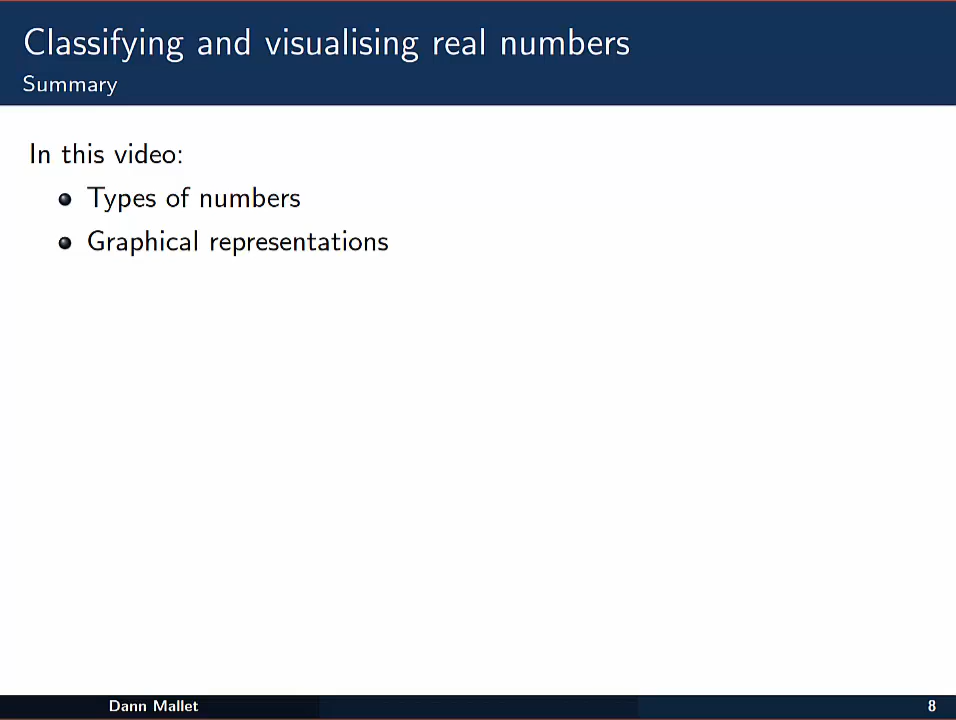 Classifying and visualising real numbers
Summary
In this video:
Types of numbers
Graphical representations
Dann Mallet
8